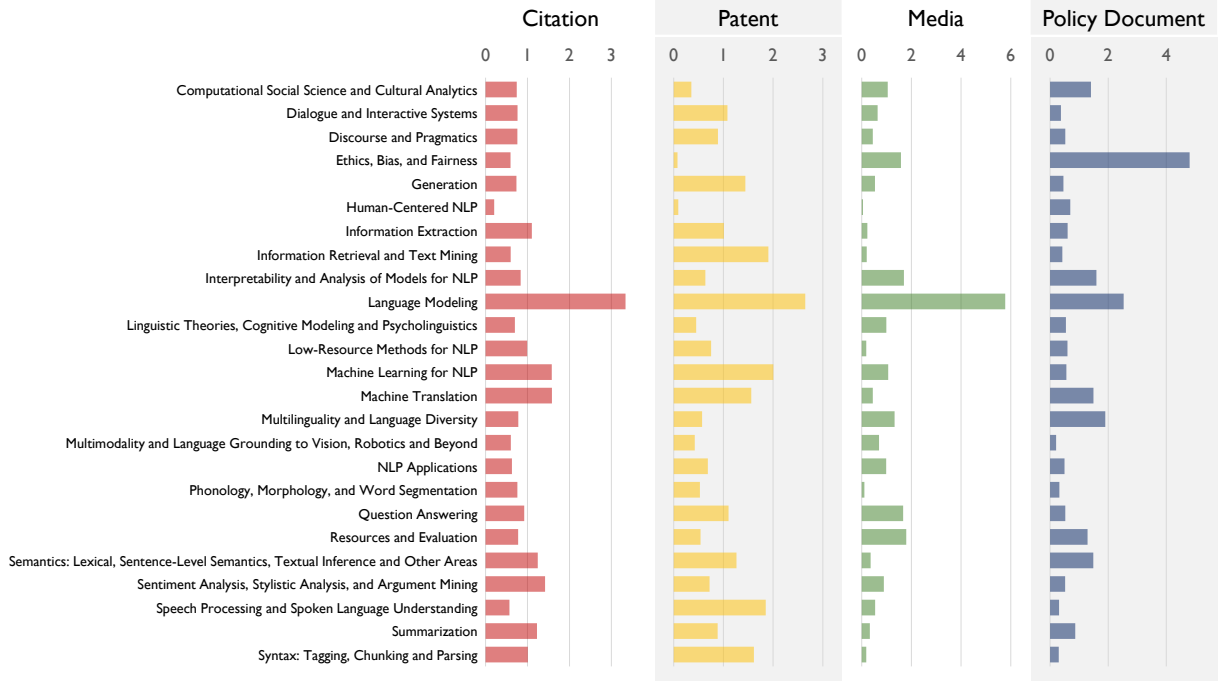 Citation Patent Media Policy Document
0 1 2 3 0 1 2 3 0 2 4 6 0 2 4
Computational Social Science and Cultural Analytics
Dialogue and Interactive Systems
Discourse and Pragmatics
Ethics, Bias, and Fairness
Generation
Human-Centered NLP
Information Extraction
Information Retrieval and Text Mining
Interpretability and Analysis of Models for NLP
Language Modeling
Linguistic Theories, Cognitive Modeling and Psycholinguistics
Low-Resource Methods for NLP
Machine Learning for NLP
Machine Translation
Multilinguality and Language Diversity
Multimodality and Language Grounding to Vision, Robotics and Beyond
NLP Applications
Phonology, Morphology, and Word Segmentation
Question Answering
Resources and Evaluation
Semantics: Lexical, Sentence-Level Semantics, Textual Inference and Other Areas
Sentiment Analysis, Stylistic Analysis, and Argument Mining
Speech Processing and Spoken Language Understanding
Summarization
Syntax: Tagging, Chunking and Parsing